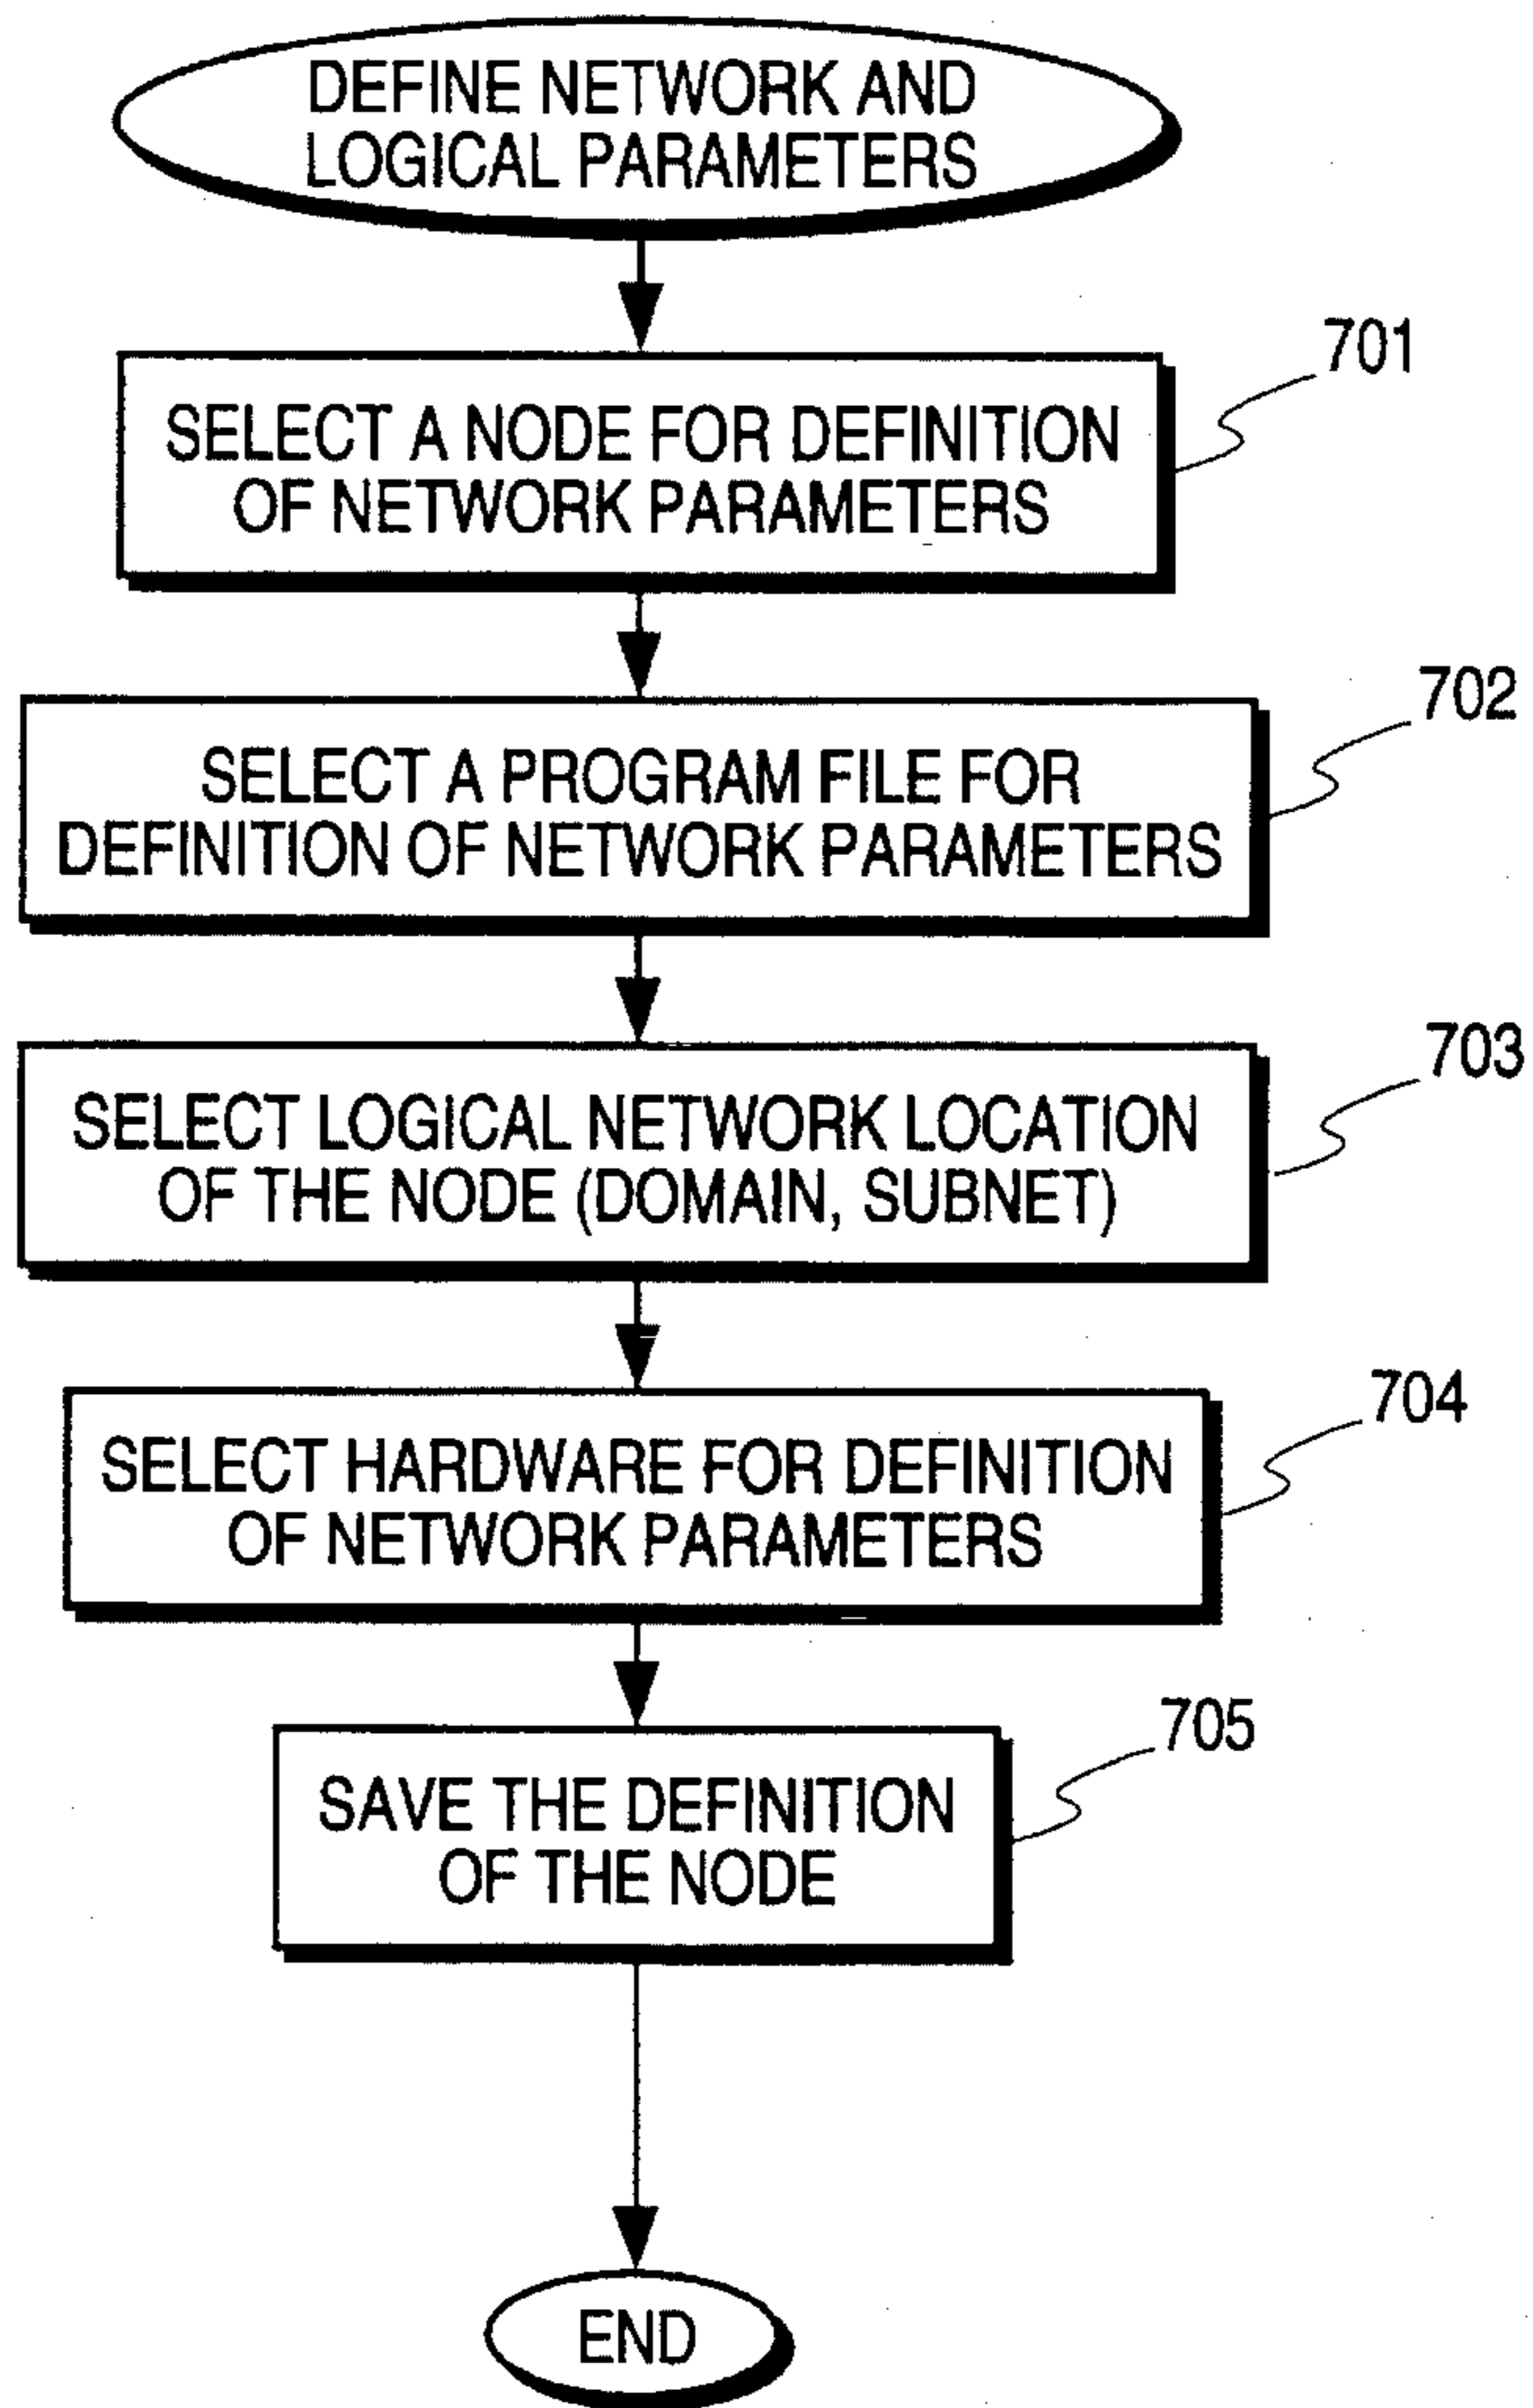 DEFINE NETWORK AND
LOGICAL PARAMETERS
701
SELECT A NODE FOR DEFINITION
OF NETWORK PARAMETERS
702
SELECT A PROGRAM FILE FOR
DEFINITION OF NETWORK PARAMETERS
703
SELECT LOGICAL NETWORK LOCATION
OF THE NODE (DOMAIN, SUBNET)
704
SELECT HARDWARE FOR DEFINITION
OF NETWORK PARAMETERS
705
SAVE THE DEFINITION
OF THE NODE
END